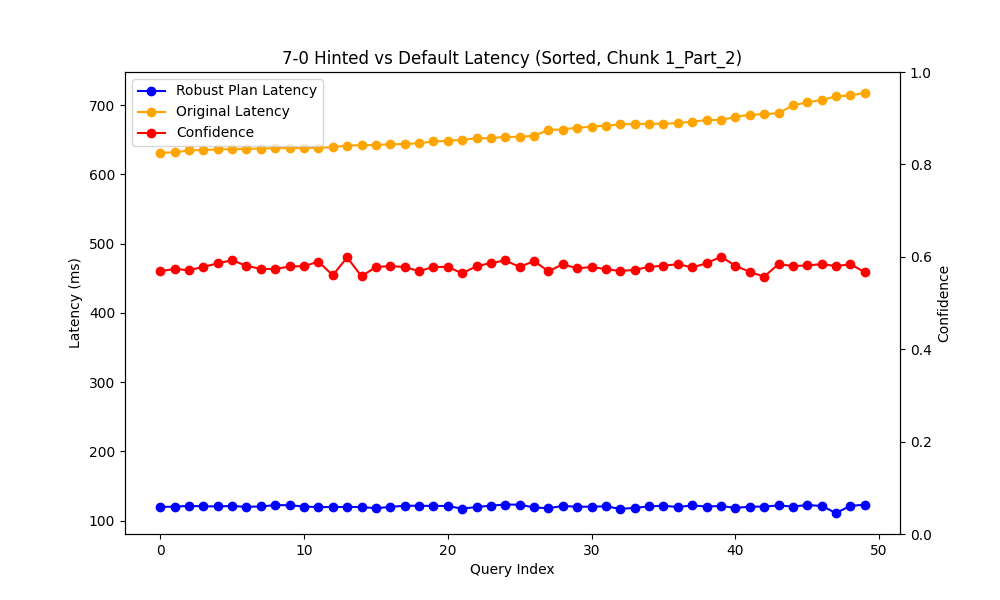 7-0 Hinted vs Default Latency (Sorted, Chunk 1_Part_2)
Robust Plan Latency
Original Latency
Confidence
Latency (ms)
700
600
500
400
300
200
100
1.0
0.8
0.6
0.4
0.2
0.0
Confidence
0 10 20 30 40 50
Query Index